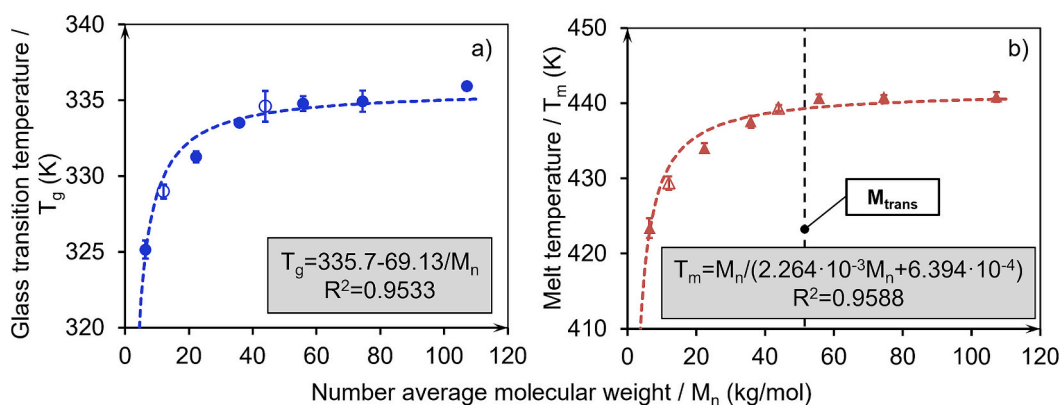 a)
Glass transition temperature /
T_g (K)
340
335
330
325
320
0 20 40 60 80 100 120
T_g=335.7-69.13/M_n
R²=0.9533
b)
Melt temperature / T_m (K)
450
440
430
420
410
0 20 40 60 80 100 120
M_trans
T_m=M_n/(2.264·10⁻³M_n+6.394·10⁻⁴)
R²=0.9588
Number average molecular weight / M_n (kg/mol)